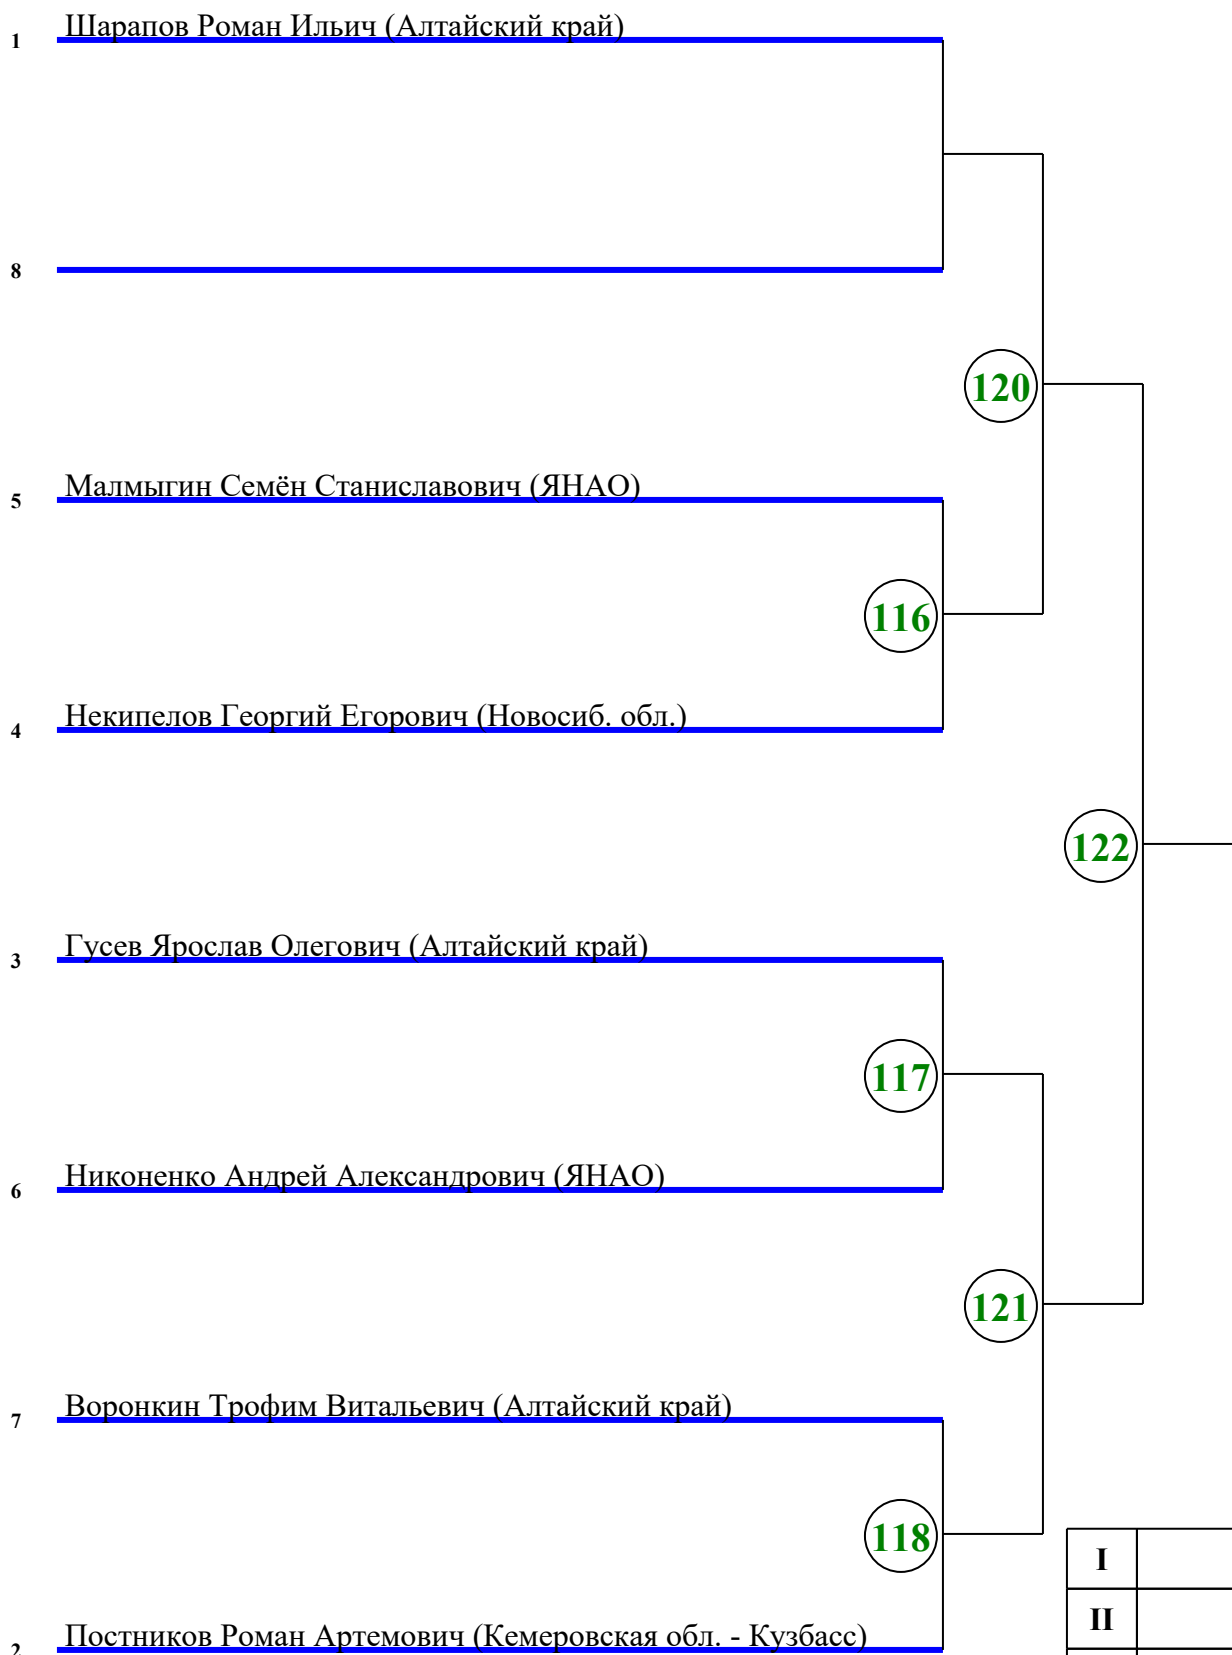 1 Шарапов Роман Ильич (Алтайский край)
8
120
5 Малмыгин Семён Станиславович (ЯНАО)
116
4 Некипелов Георгий Егорович (Новосиб. обл.)
122
3 Гусев Ярослав Олегович (Алтайский край)
117
6 Никоненко Андрей Александрович (ЯНАО)
121
7 Воронкин Трофим Витальевич (Алтайский край)
118
I
II
2 Постников Роман Артемович (Кемеровская обл. - Кузбасс)